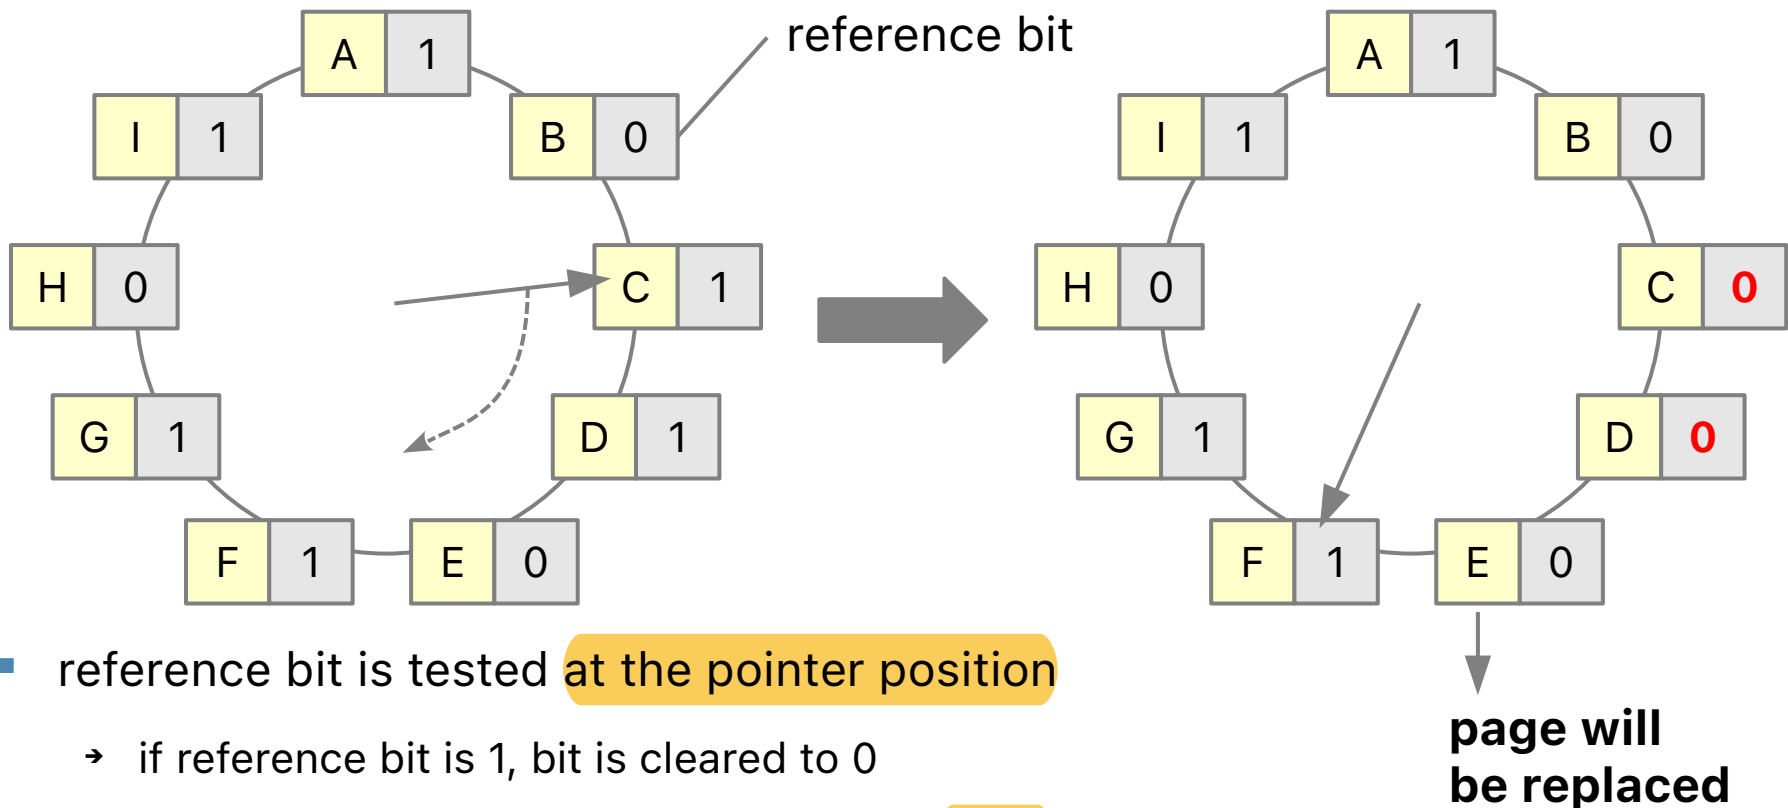 A 1
reference bit
A 1
I 1
B 0
I 1
B 0
H 0
C 1
H 0
C 0
G 1
D 1
G 1
D 0
F 1
E 0
F 1
E 0
▪ reference bit is tested at the pointer position
➔ if reference bit is 1, bit is cleared to 0
page will
be replaced